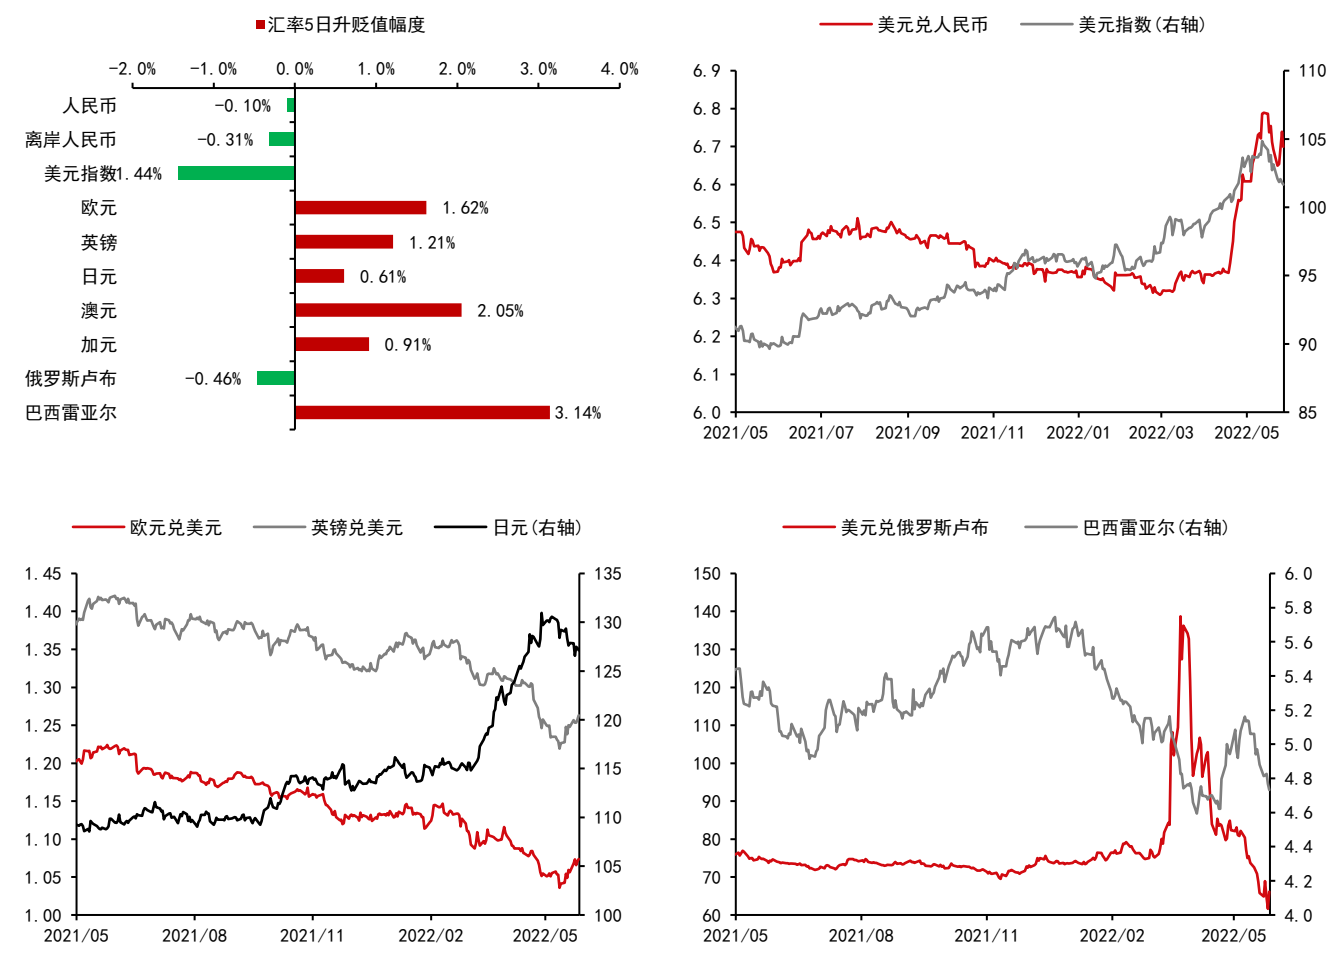 汇率5日升贬值幅度
-2.0% -1.0% 0.0% 1.0% 2.0% 3.0% 4.0%
人民币 -0.10%
离岸人民币 -0.31%
美元指数1.44%
欧元 1.62%
英镑 1.21%
日元 0.61%
澳元 2.05%
加元 0.91%
俄罗斯卢布 -0.46%
巴西雷亚尔 3.14%
美元兑人民币 美元指数(右轴)
6.9 110
6.8
6.7 105
6.6
6.5 100
6.4
6.3 95
6.2 90
6.1
6.0 85
2021/05 2021/07 2021/09 2021/11 2022/01 2022/03 2022/05
欧元兑美元 英镑兑美元 日元(右轴)
1.45 135
1.40 130
1.35 125
1.30
1.25 120
1.20 115
1.15
1.10 110
1.05 105
1.00 100
2021/05 2021/08 2021/11 2022/02 2022/05
美元兑俄罗斯卢布 巴西雷亚尔(右轴)
150 6.0
140 5.8
130 5.6
120 5.4
110 5.2
100 5.0
90 4.8
80 4.6
70 4.4
60 4.2
4.0
2021/05 2021/08 2021/11 2022/02 2022/05